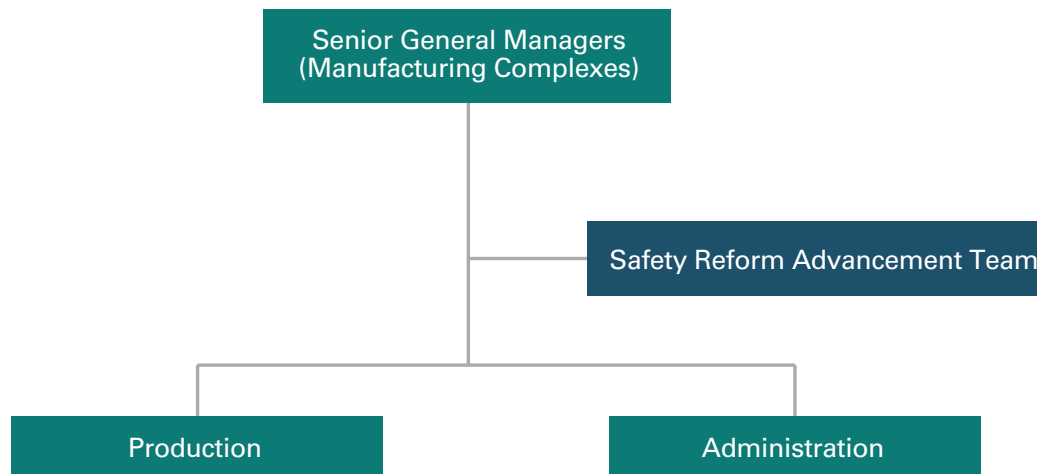 Senior General Managers
(Manufacturing Complexes)
Safety Reform Advancement Team
Production
Administration